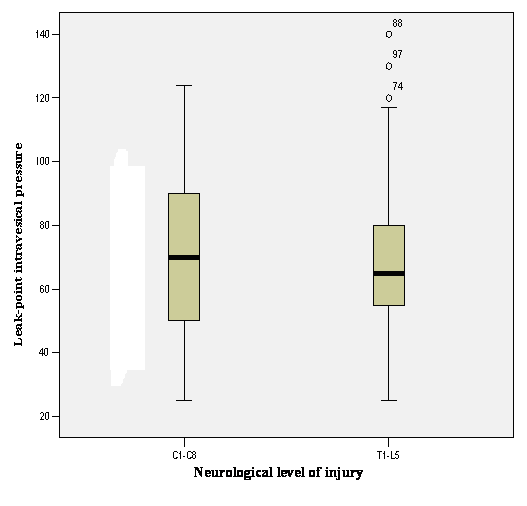 88
140
97
74
120
100
80
60
40
20
Leak-point intravesical pressure
C1-C8
T1-L5
Neurological level of injury